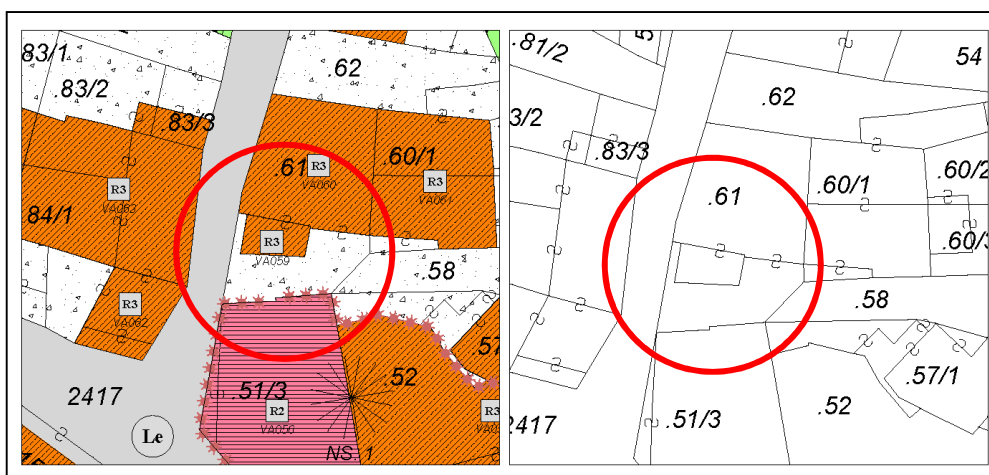 .83/1
.83/2
.62
.83/3
.61
R3
VA060
.60/1
R3
R3
VA063
.84/1
R3
VA059
.58
R3
VA062
.57
2417
.51/3
.52
R2
R3
Le
NS. 1
.81/2
54
.62
3/2
.83/3
.60/2
.61
.60/1
.60/3
.58
.57/1
.51/3
.52
2417